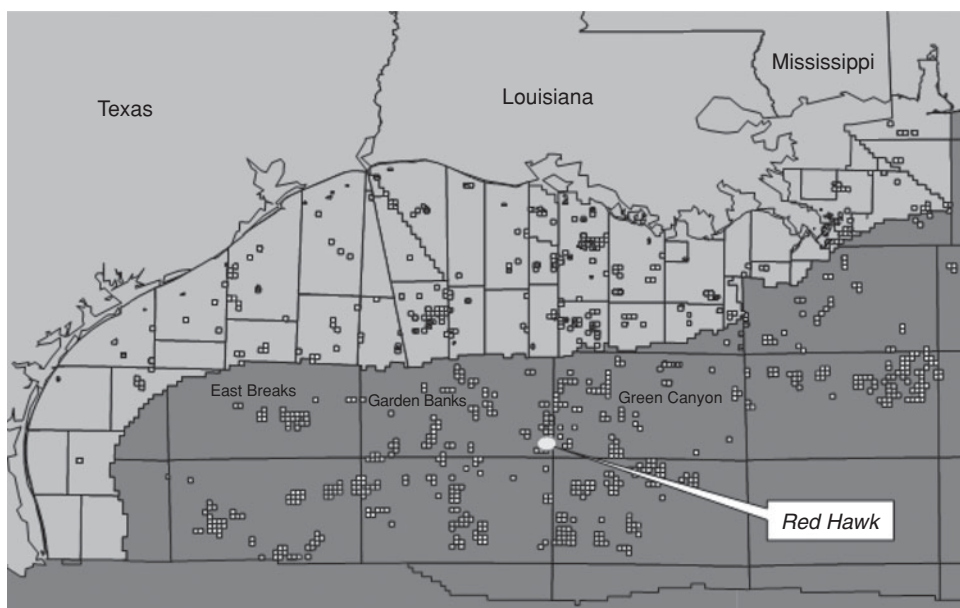 Mississippi
Louisiana
Texas
East Breaks
Garden Banks
Green Canyon
Red Hawk